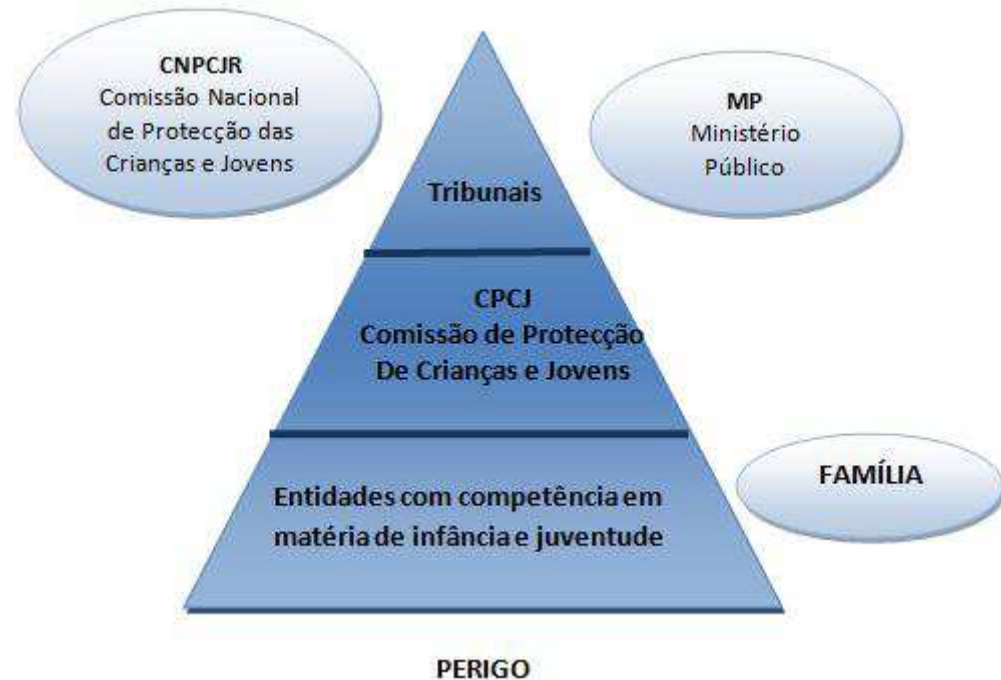 CNPCJR
Comissão Nacional
de Protecção das
Crianças e Jovens
MP
Ministério
Público
Tribunais
CPCJ
Comissão de Protecção
De Crianças e Jovens
FAMÍLIA
Entidades com competência em
matéria de infância e juventude
PERIGO